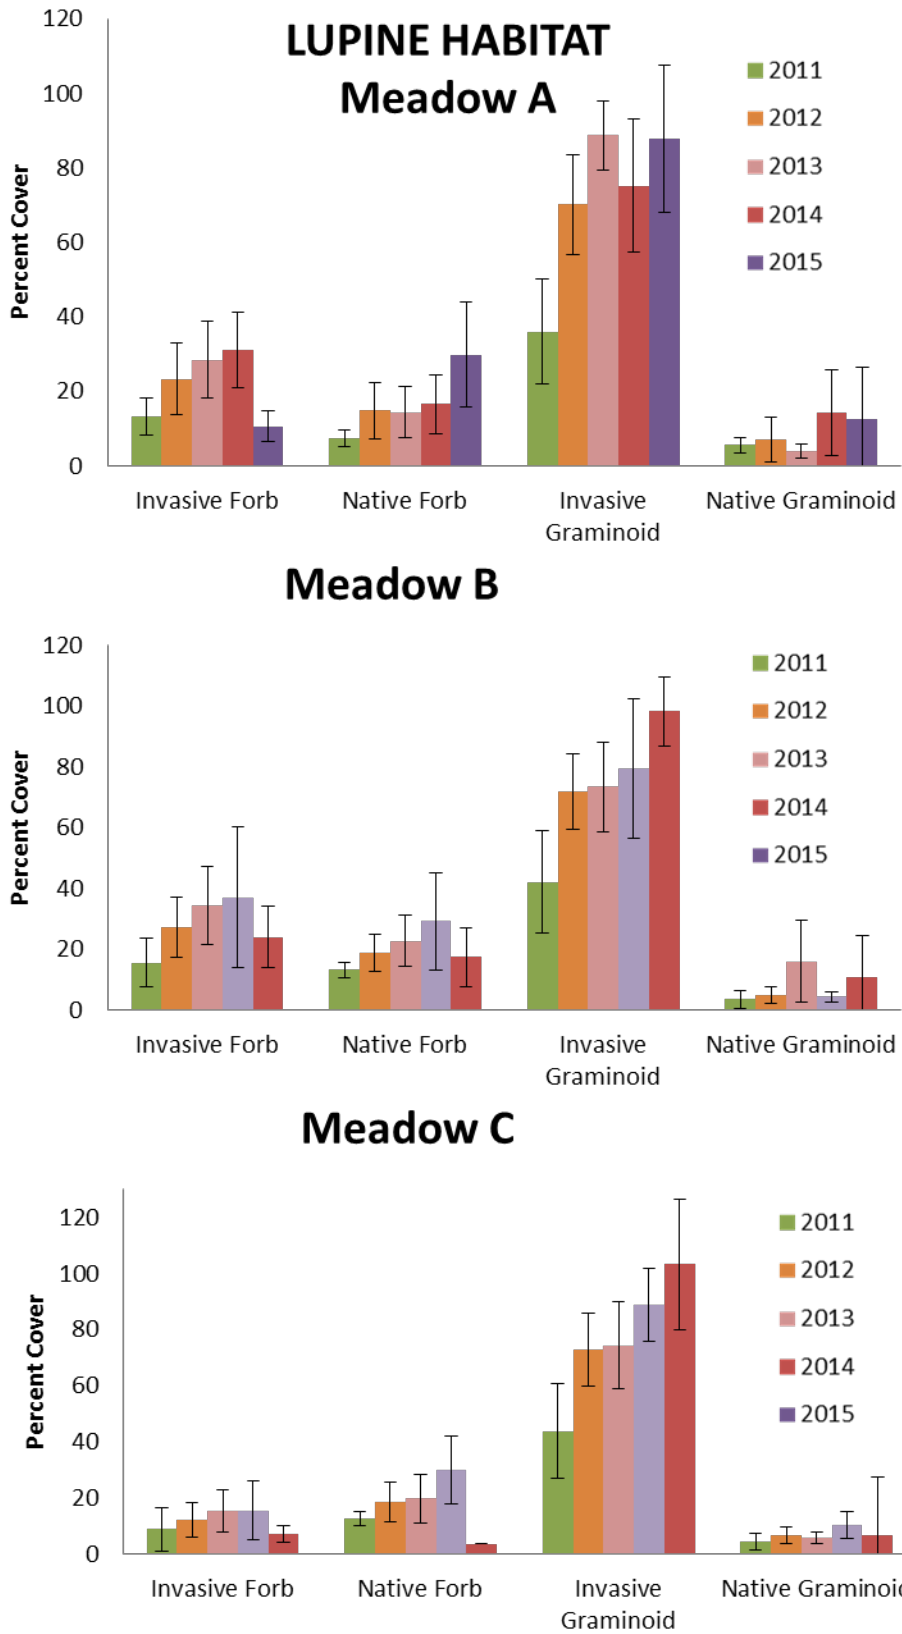 LUPINE HABITAT
Meadow A
120
100
80
60
40
20
0
Percent Cover
2011
2012
2013
2014
2015
Invasive Forb
Native Forb
Invasive
Graminoid
Native Graminoid
Meadow B
120
100
80
60
40
20
0
Percent Cover
2011
2012
2013
2014
2015
Invasive Forb
Native Forb
Invasive
Graminoid
Native Graminoid
Meadow C
120
100
80
60
40
20
0
Percent Cover
2011
2012
2013
2014
2015
Invasive Forb
Native Forb
Invasive
Graminoid
Native Graminoi